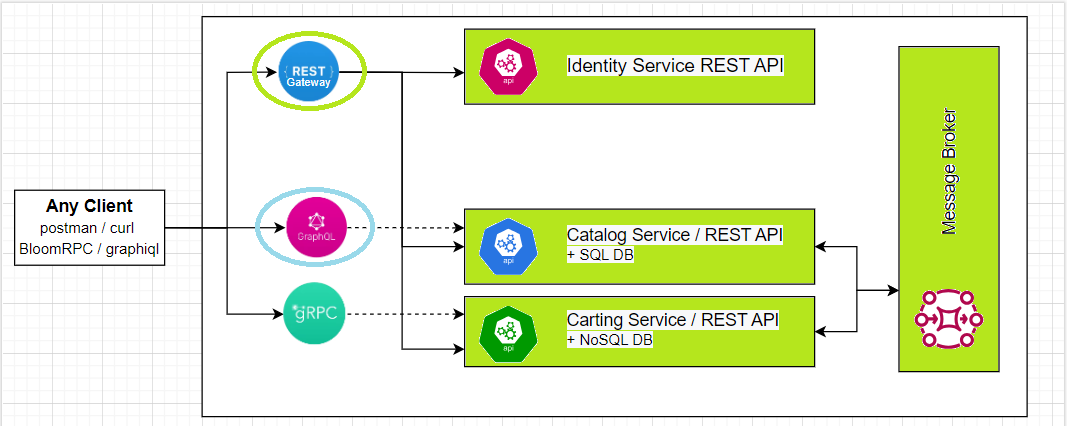 { REST }
Gateway
api
Identity Service REST API
Message Broker
Any Client
postman / curl
BloomRPC / graphiql
GraphQL
api
Catalog Service / REST API
+ SQL DB
gRPC
api
Carting Service / REST API
+ NoSQL DB